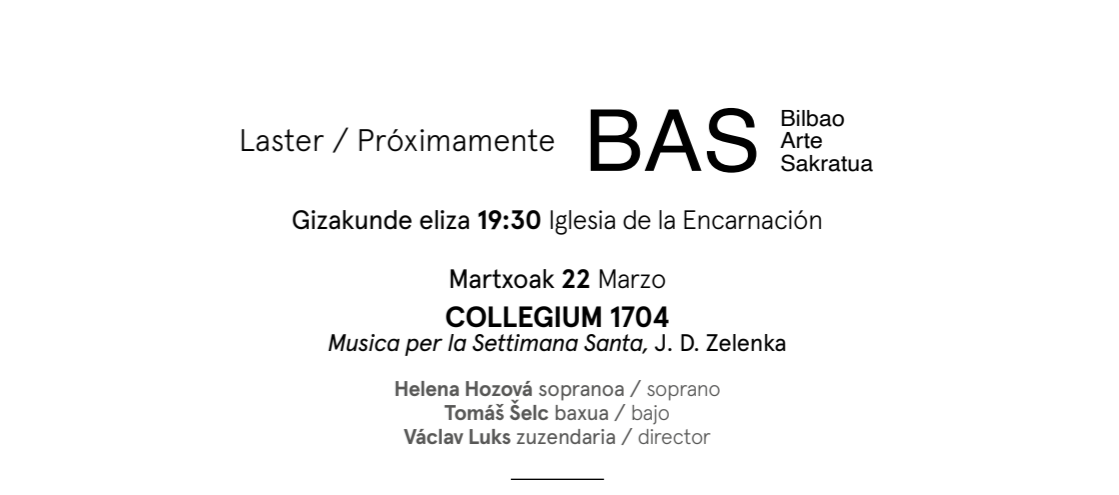 Laster / Próximamente
BAS
Bilbao
Arte
Sakratua
Gizakunde eliza 19:30 Iglesia de la Encarnación
Martxoak 22 Marzo
COLLEGIUM 1704
Musica per la Settimana Santa, J. D. Zelenka
Helena Hozová sopranoa / soprano
Tomáš Šelc baxua / bajo
Václav Luks zuzendaria / director